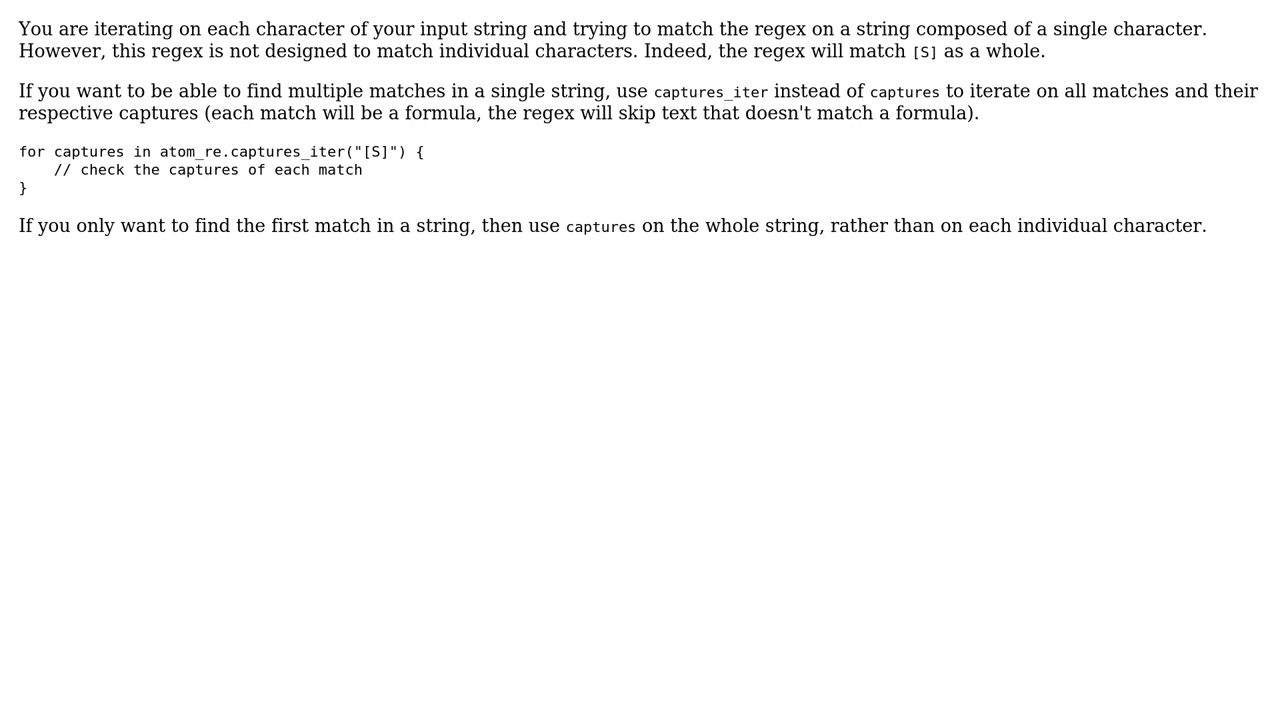 You are iterating on each character of your input string and trying to match the regex on a string composed of a single character.
However, this regex is not designed to match individual characters. Indeed, the regex will match [S] as a whole.
If you want to be able to find multiple matches in a single string, use captures_iter instead of captures to iterate on all matches and their
respective captures (each match will be a formula, the regex will skip text that doesn't match a formula).
for captures in atom_re.captures_iter("[S]") {
    // check the captures of each match
}
If you only want to find the first match in a string, then use captures on the whole string, rather than on each individual character.